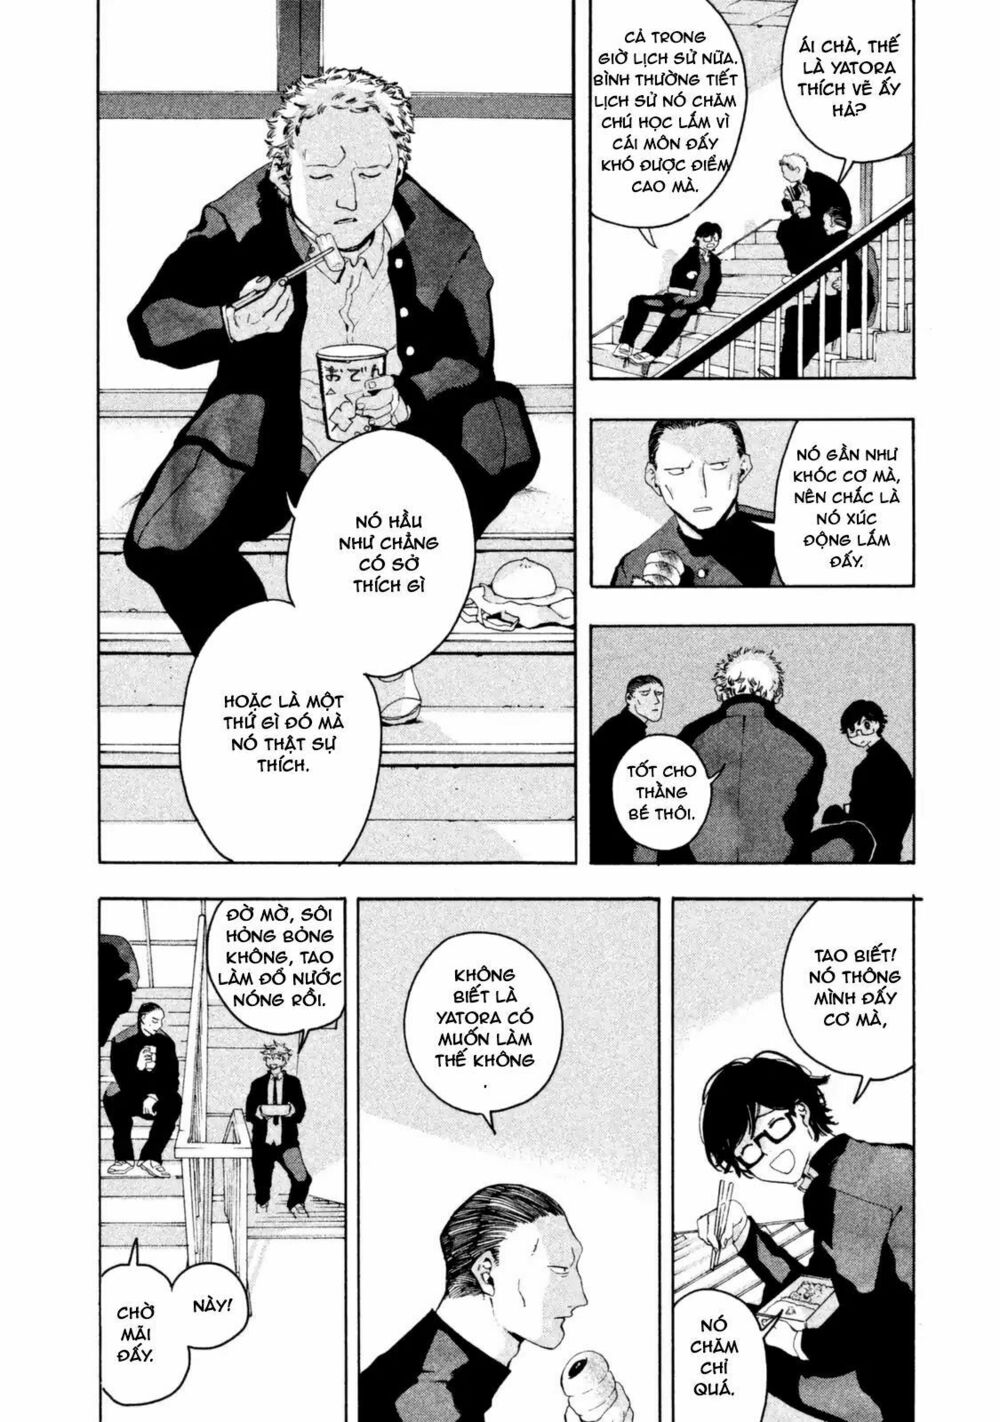 ÁI CHÀ, THẾ
LÀ YATORA
THÍCH VẼ ẤY
HẢ?
CẢ TRONG
GIỜ LỊCH SỬ NỮA.
BÌNH THƯỜNG TIẾT
LỊCH SỬ NÓ CHĂM
CHÚ HỌC LẮM VÌ
CÁI MÔN ĐẤY
KHÓ ĐƯỢC ĐIỂM
CAO MÀ.
NÓ GẦN NHƯ
KHÓC CƠ MÀ,
NÊN CHẮC LÀ
NÓ XÚC
ĐỘNG LẮM
ĐẤY.
TỐT CHO
THẰNG
BÉ THÔI.
おでん
NÓ HẦU
NHƯ CHẲNG
CÓ SỞ
THÍCH GÌ
HOẶC LÀ MỘT
THỨ GÌ ĐÓ MÀ
NÓ THẬT SỰ
THÍCH.
TAO BIẾT!
NÓ THÔNG
MINH ĐẤY
CƠ MÀ,
NÓ
CHĂM
CHỈ
QUÁ.
KHÔNG
BIẾT LÀ
YATORA CÓ
MUỐN LÀM
THẾ KHÔNG
.
ĐỜ MỜ, SÔI
HỎNG BỎNG
KHÔNG, TAO
LÀM ĐỔ NƯỚC
NÓNG RỒI.
NÀY!
CHỜ
MÃI
ĐẤY.